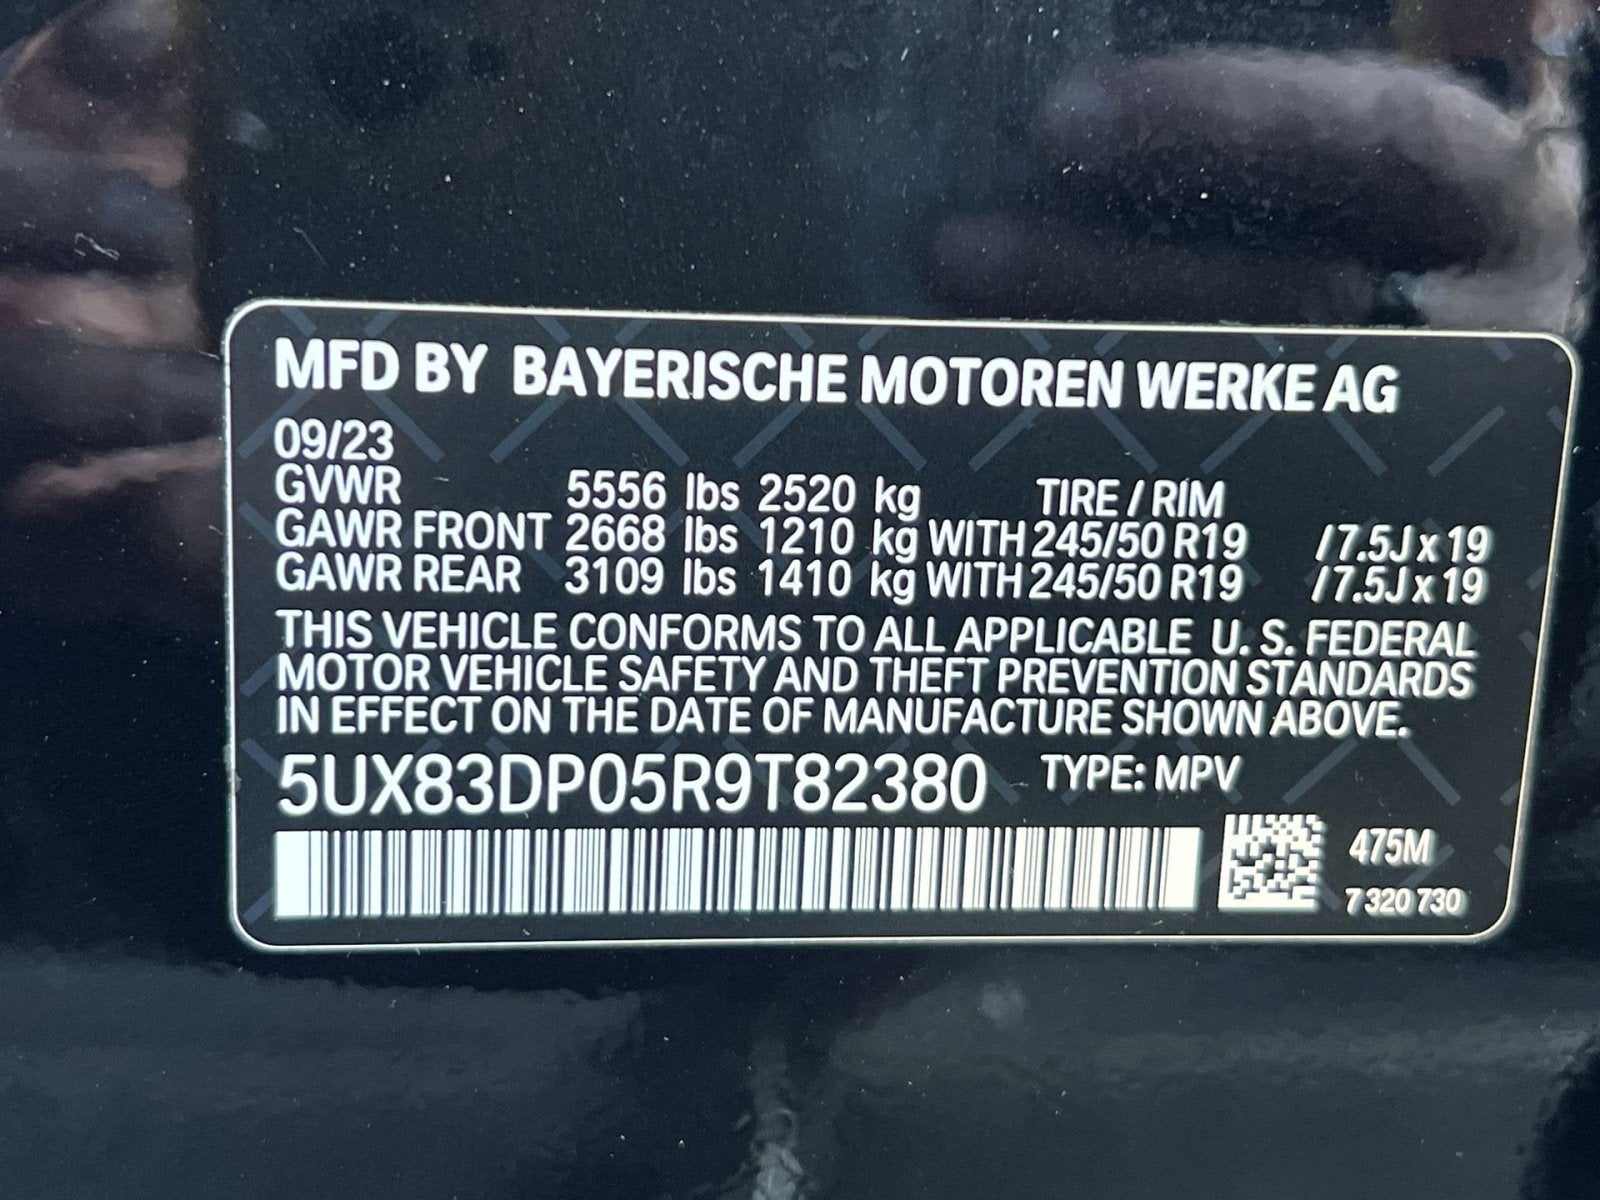 MFD BY BAYERISCHE MOTOREN WERKE AG
09/23
GVWR 5556 lbs 2520 kg TIRE / RIM
GAWR FRONT 2668 lbs 1210 kg WITH 245/50 R19 /7.5J x 19
GAWR REAR 3109 lbs 1410 kg WITH 245/50 R19 /7.5J x 19
THIS VEHICLE CONFORMS TO ALL APPLICABLE U. S. FEDERAL
MOTOR VEHICLE SAFETY AND THEFT PREVENTION STANDARDS
IN EFFECT ON THE DATE OF MANUFACTURE SHOWN ABOVE.
5UX83DP05R9T82380 TYPE: MPV
475M
7 320 730